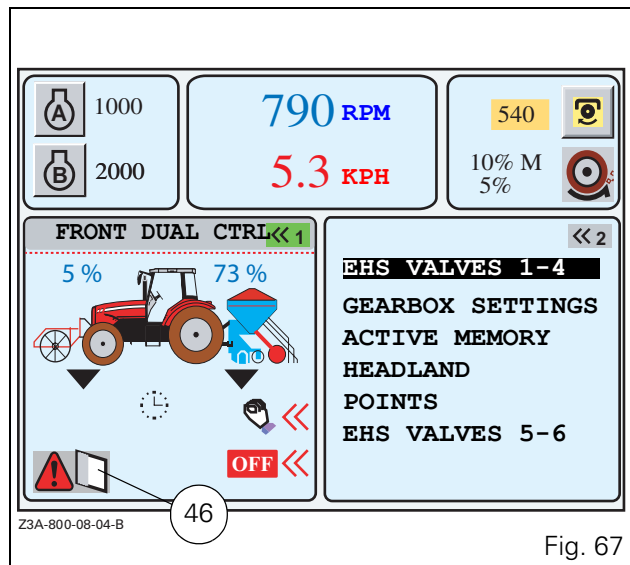 A 1000
B 2000
790 RPM
5.3 KPH
540
10% M
5%
FRONT DUAL CTRL
1
5 %
73 %
OFF
46
2
EHS VALVES 1-4
GEARBOX SETTINGS
ACTIVE MEMORY
HEADLAND
POINTS
EHS VALVES 5-6
Z3A-800-08-04-B
Fig. 67